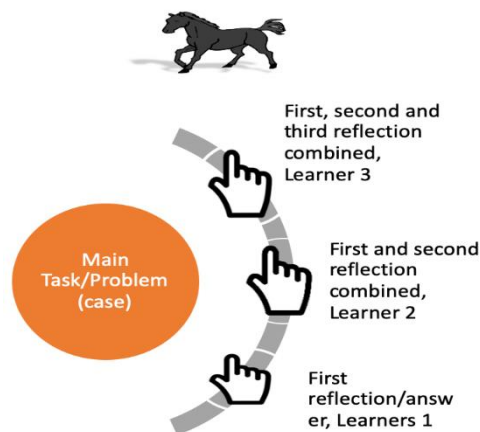 First, second and
third reflection
combined,
Learner 3
Main
Task/Problem
(case)
First and second
reflection
combined,
Learner 2
First
reflection/answ
er, Learners 1